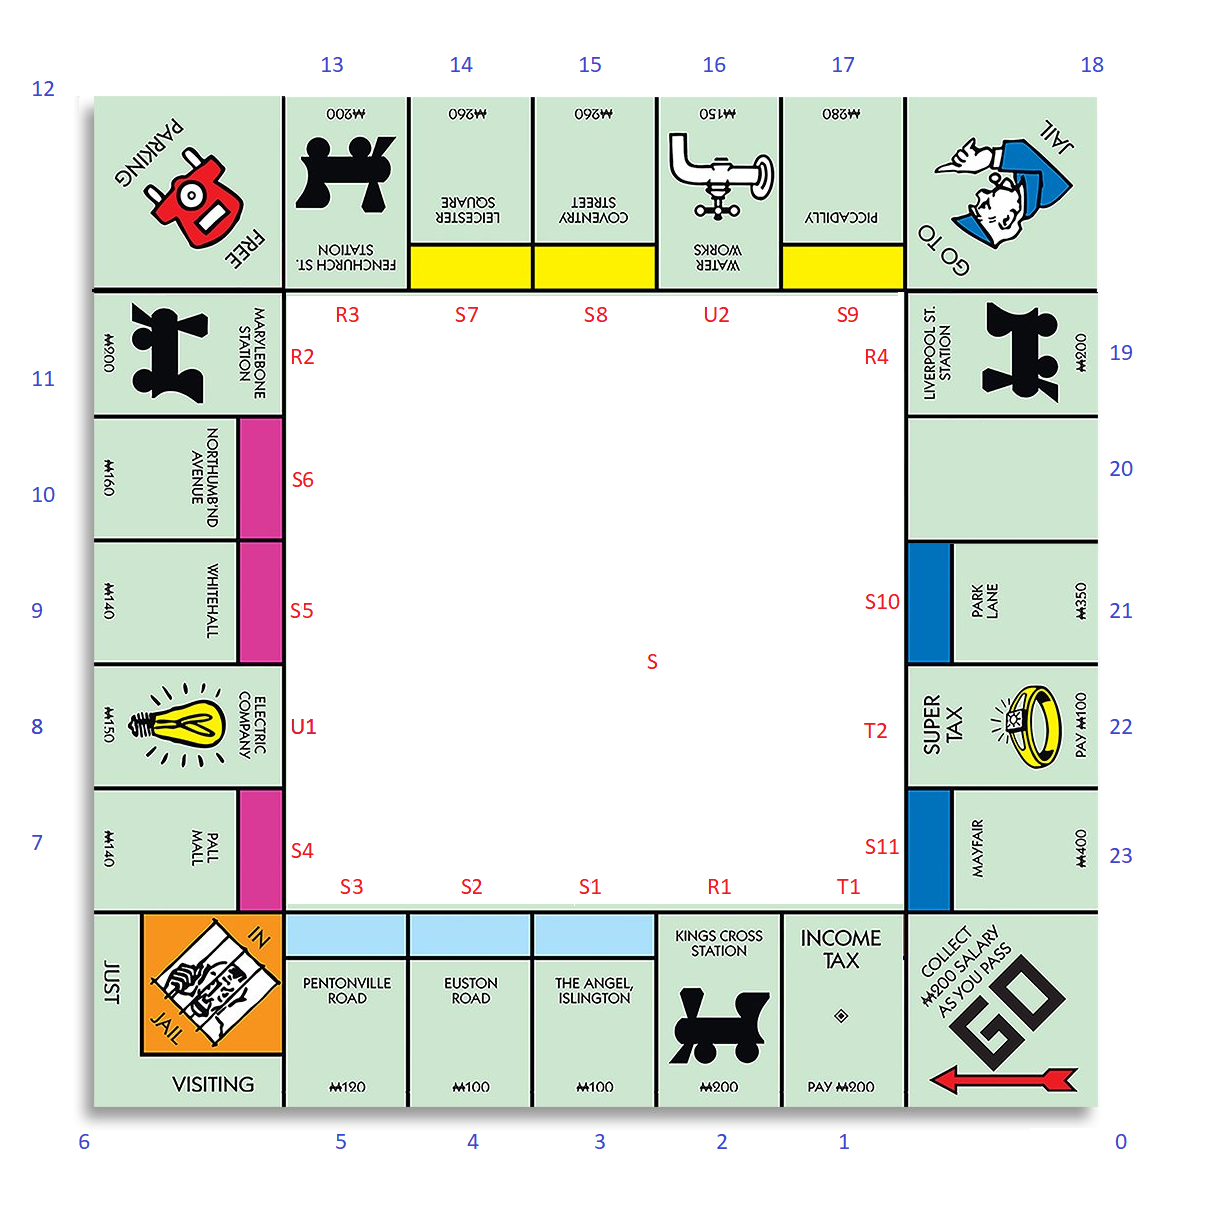 13
14
15
16
17
18
12
₩200
₩260
₩260
₩150
₩280
PARKING
FREE
FENCHURCH ST.
STATION
LEICESTER
SQUARE
COVENTRY
STREET
WATER
WORKS
PICCADILLY
GO TO
JAIL
R3
S7
S8
U2
S9
11
₩200
MARYLEBONE
STATION
R2
R4
LIVERPOOL ST.
STATION
₩200
19
10
₩160
NORTHUMB'ND
AVENUE
S6
20
9
₩140
WHITEHALL
S5
S10
PARK
LANE
₩350
21
S
8
₩150
ELECTRIC
COMPANY
U1
T2
SUPER
TAX
PAY ₩100
22
7
₩140
PALL
MALL
S4
S11
MAYFAIR
₩400
23
S3
S2
S1
R1
T1
JUST
VISITING
IN
JAIL
PENTONVILLE
ROAD
₩120
EUSTON
ROAD
₩100
THE ANGEL,
ISLINGTON
₩100
KINGS CROSS
STATION
₩200
INCOME
TAX
PAY ₩200
COLLECT
₩200 SALARY
AS YOU PASS
GO
6
5
4
3
2
1
0